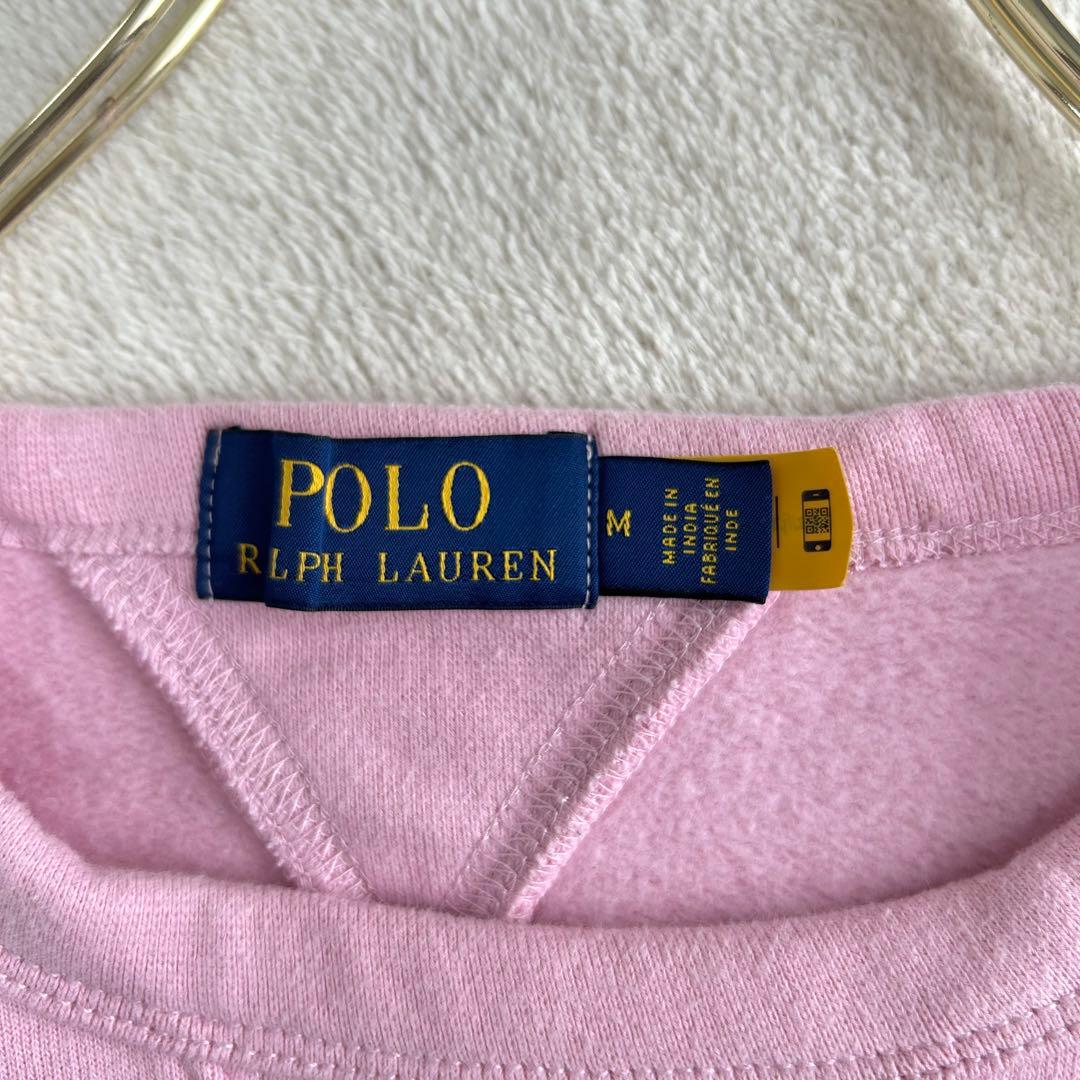 POLO
RLPH LAUREN
M
MADE IN
INDIA
FABRIQUÉ EN
INDE